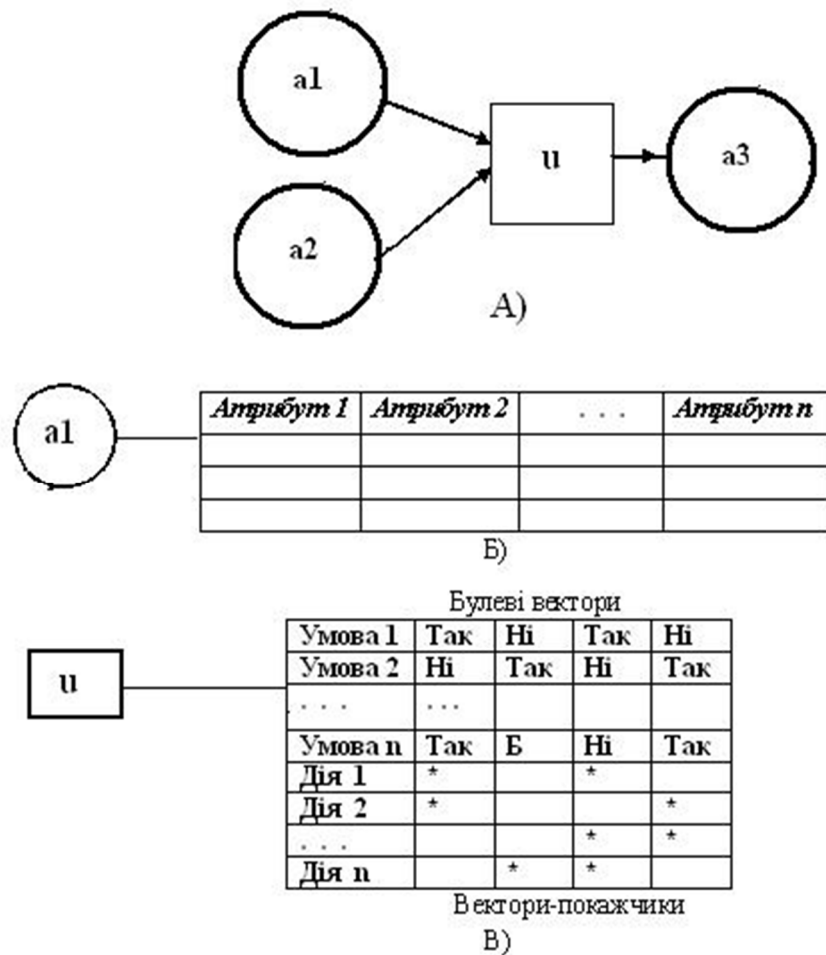 a1
a2
u
a3
А)
a1
Атрибут 1 Атрибут 2 . . . Атрибут n
Б)
Булеві вектори
u
Умова 1 Так Ні Так Ні
Умова 2 Ні Так Ні Так
. . . ...
Умова n Так Б Ні Так
Дія 1 * *
Дія 2 * *
. . . * *
Дія n * *
Вектори-покажчики
В)